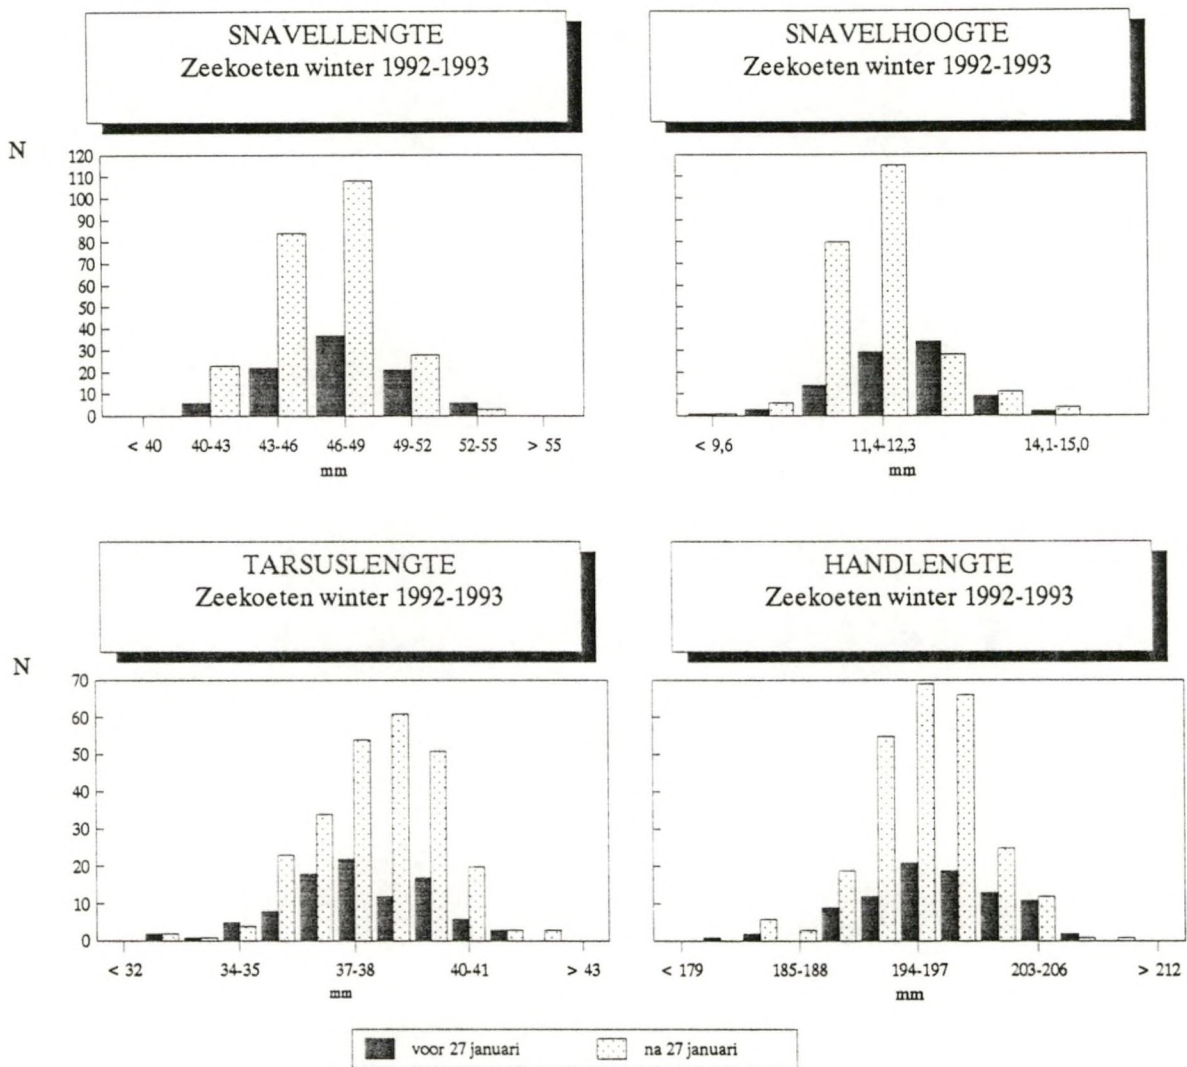 SNAVELLENGTE
Zeekoeten winter 1992-1993
N
120
110
100
90
80
70
60
50
40
30
20
10
0
< 40 40-43 43-46 46-49 49-52 52-55 > 55
mm
SNAVELHOOGTE
Zeekoeten winter 1992-1993
< 9,6 11,4-12,3 14,1-15,0
mm
TARSUSLENGTE
Zeekoeten winter 1992-1993
N
70
60
50
40
30
20
10
0
< 32 34-35 37-38 40-41 > 43
mm
HANDLENGTE
Zeekoeten winter 1992-1993
< 179 185-188 194-197 203-206 > 212
mm
voor 27 januari na 27 januari